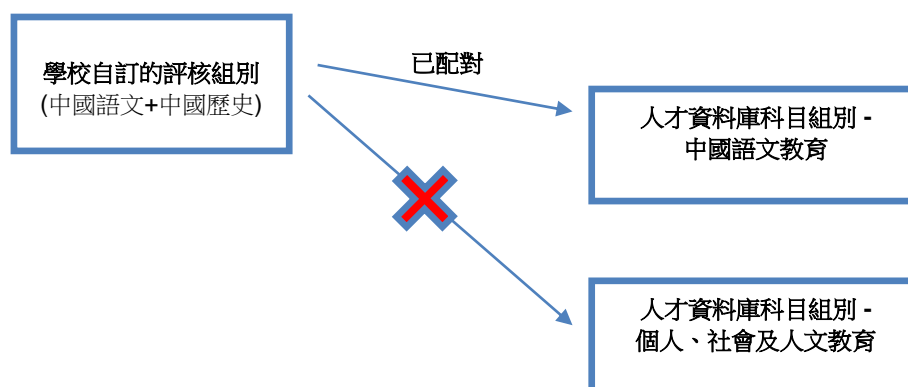 學校自訂的評核組別
(中國語文+中國歷史)
已配對
人才資料庫科目組別 -
中國語文教育
人才資料庫科目組別 -
個人、社會及人文教育